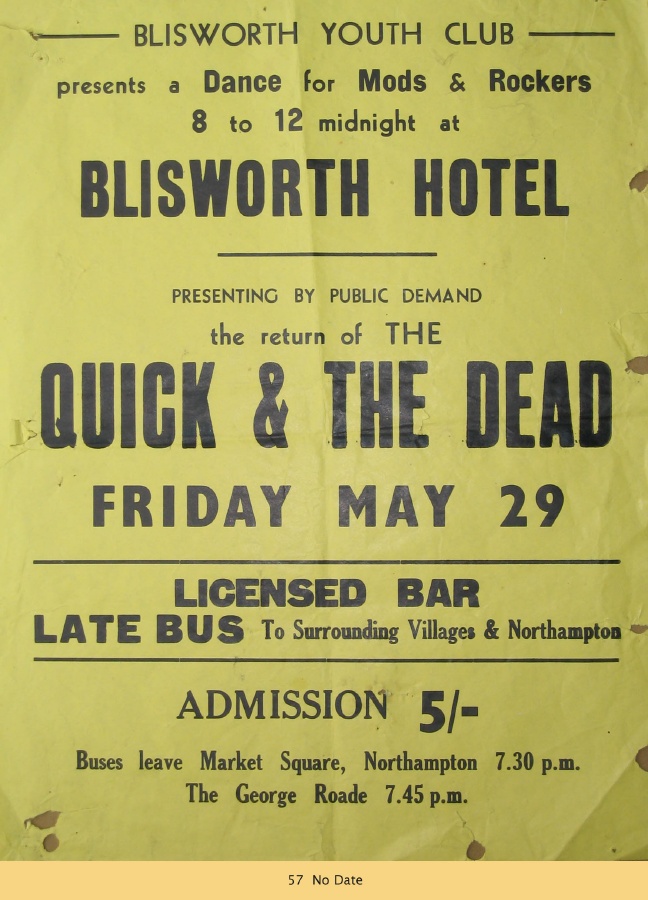 BLISWORTH YOUTH CLUB
presents a Dance for Mods & Rockers
8 to 12 midnight at
BLISWORTH HOTEL
PRESENTING BY PUBLIC DEMAND
the return of THE
QUICK & THE DEAD
FRIDAY MAY 29
LICENSED BAR
LATE BUS To Surrounding Villages & Northampton
ADMISSION 5/-
Buses leave Market Square, Northampton 7.30 p.m.
The George Roade 7.45 p.m.
57 No Date